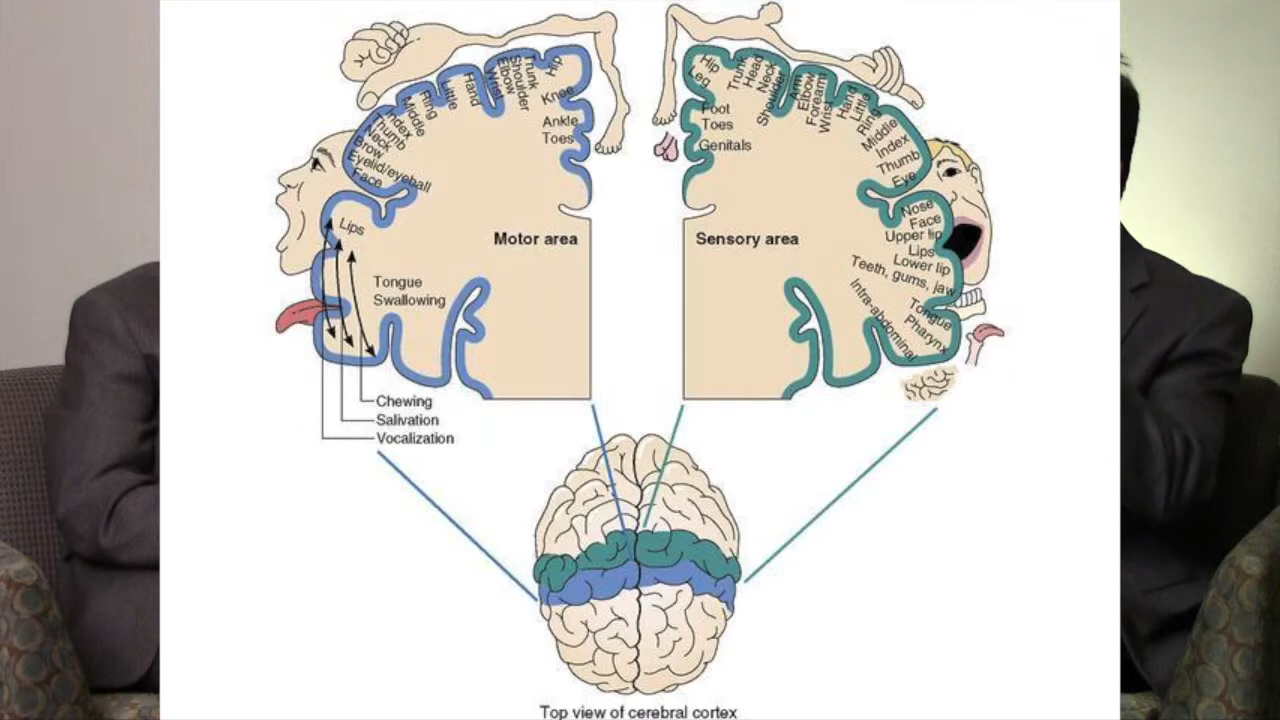 Hip
Trunk
Shoulder
Elbow
Wrist
Hand
Little
Ring
Middle
Index
Thumb
Neck
Brow
Eyelid/eyeball
Face
Knee
Ankle
Toes
Lips
Motor area
Tongue
Swallowing
Chewing
Salivation
Vocalization
Hip
Leg
Trunk
Head
Neck
Shoulder
Arm
Elbow
Forearm
Wrist
Hand
Little
Ring
Middle
Index
Thumb
Eye
Foot
Toes
Genitals
Sensory area
Nose
Face
Upper lip
Lips
Lower lip
Teeth, gums, jaw
Tongue
Pharynx
Intra-abdominal
Top view of cerebral cortex